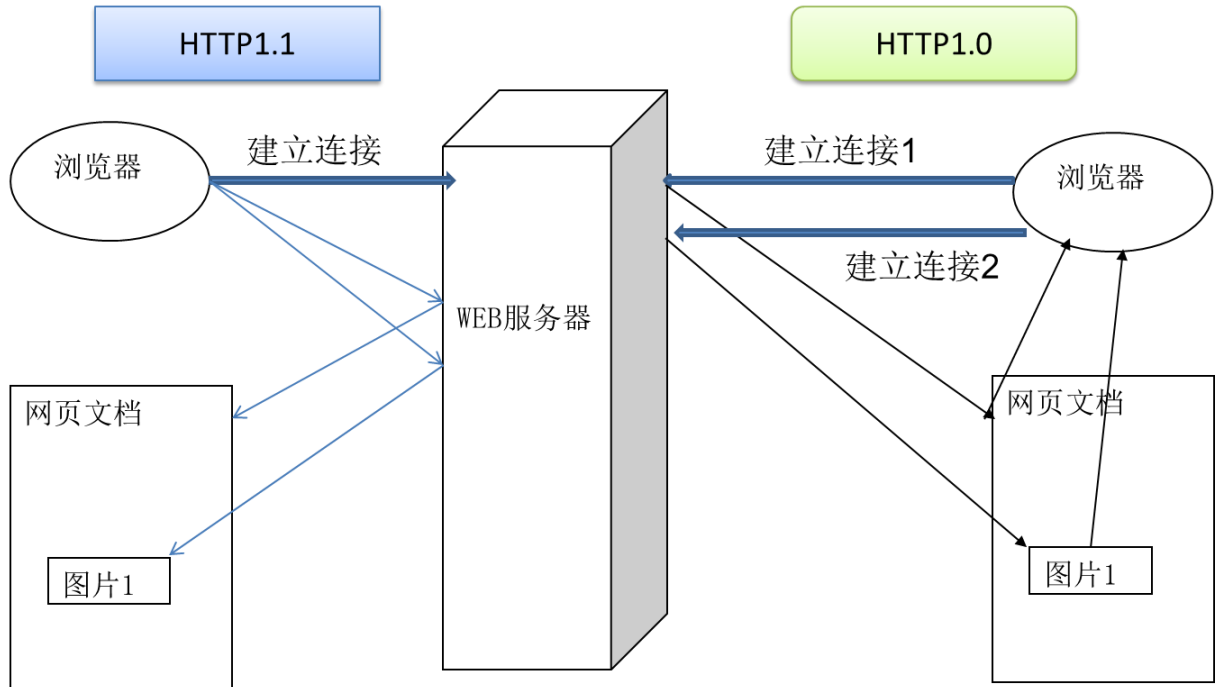 HTTP1.1
HTTP1.0
浏览器
建立连接
建立连接1
浏览器
建立连接2
WEB服务器
网页文档
网页文档
图片1
图片1